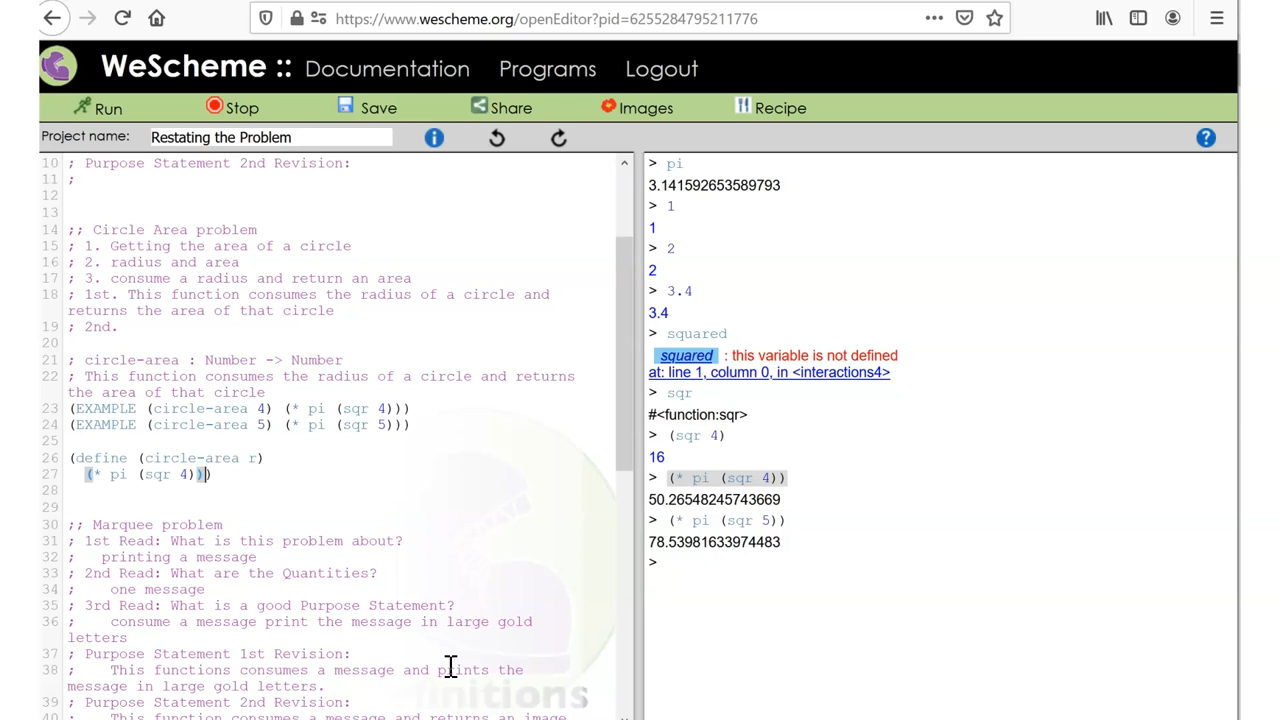 https://www.wescheme.org/openEditor?pid=6255284795211776
WeScheme :: Documentation Programs Logout
Run Stop Save Share Images Recipe
Project name: Restating the Problem
10 ; Purpose Statement 2nd Revision:
11 ;
12
13
14 ;; Circle Area problem
15 ; 1. Getting the area of a circle
16 ; 2. radius and area
17 ; 3. consume a radius and return an area
18 ; 1st. This function consumes the radius of a circle and
returns the area of that circle
19 ; 2nd.
20
21 ; circle-area : Number -> Number
22 ; This function consumes the radius of a circle and returns
the area of that circle
23 (EXAMPLE (circle-area 4) (* pi (sqr 4)))
24 (EXAMPLE (circle-area 5) (* pi (sqr 5)))
25
26 (define (circle-area r)
27 (* pi (sqr 4)))
28
29
30 ;; Marquee problem
31 ; 1st Read: What is this problem about?
32 ; printing a message
33 ; 2nd Read: What are the Quantities?
34 ; one message
35 ; 3rd Read: What is a good Purpose Statement?
36 ; consume a message print the message in large gold
letters
37 ; Purpose Statement 1st Revision:
38 ; This functions consumes a message and prints the
message in large gold letters.
39 ; Purpose Statement 2nd Revision:
40 ; This function consumes a message and returns an image
finitions
> pi
3.141592653589793
> 1
1
> 2
2
> 3.4
3.4
> squared
squared : this variable is not defined
at: line 1, column 0, in <interactions4>
> sqr
#<function:sqr>
> (sqr 4)
16
> (* pi (sqr 4))
50.26548245743669
> (* pi (sqr 5))
78.53981633974483
>